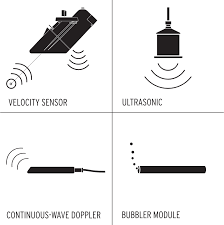 VELOCITY SENSOR
ULTRASONIC
CONTINUOUS-WAVE DOPPLER
BUBBLER MODULE